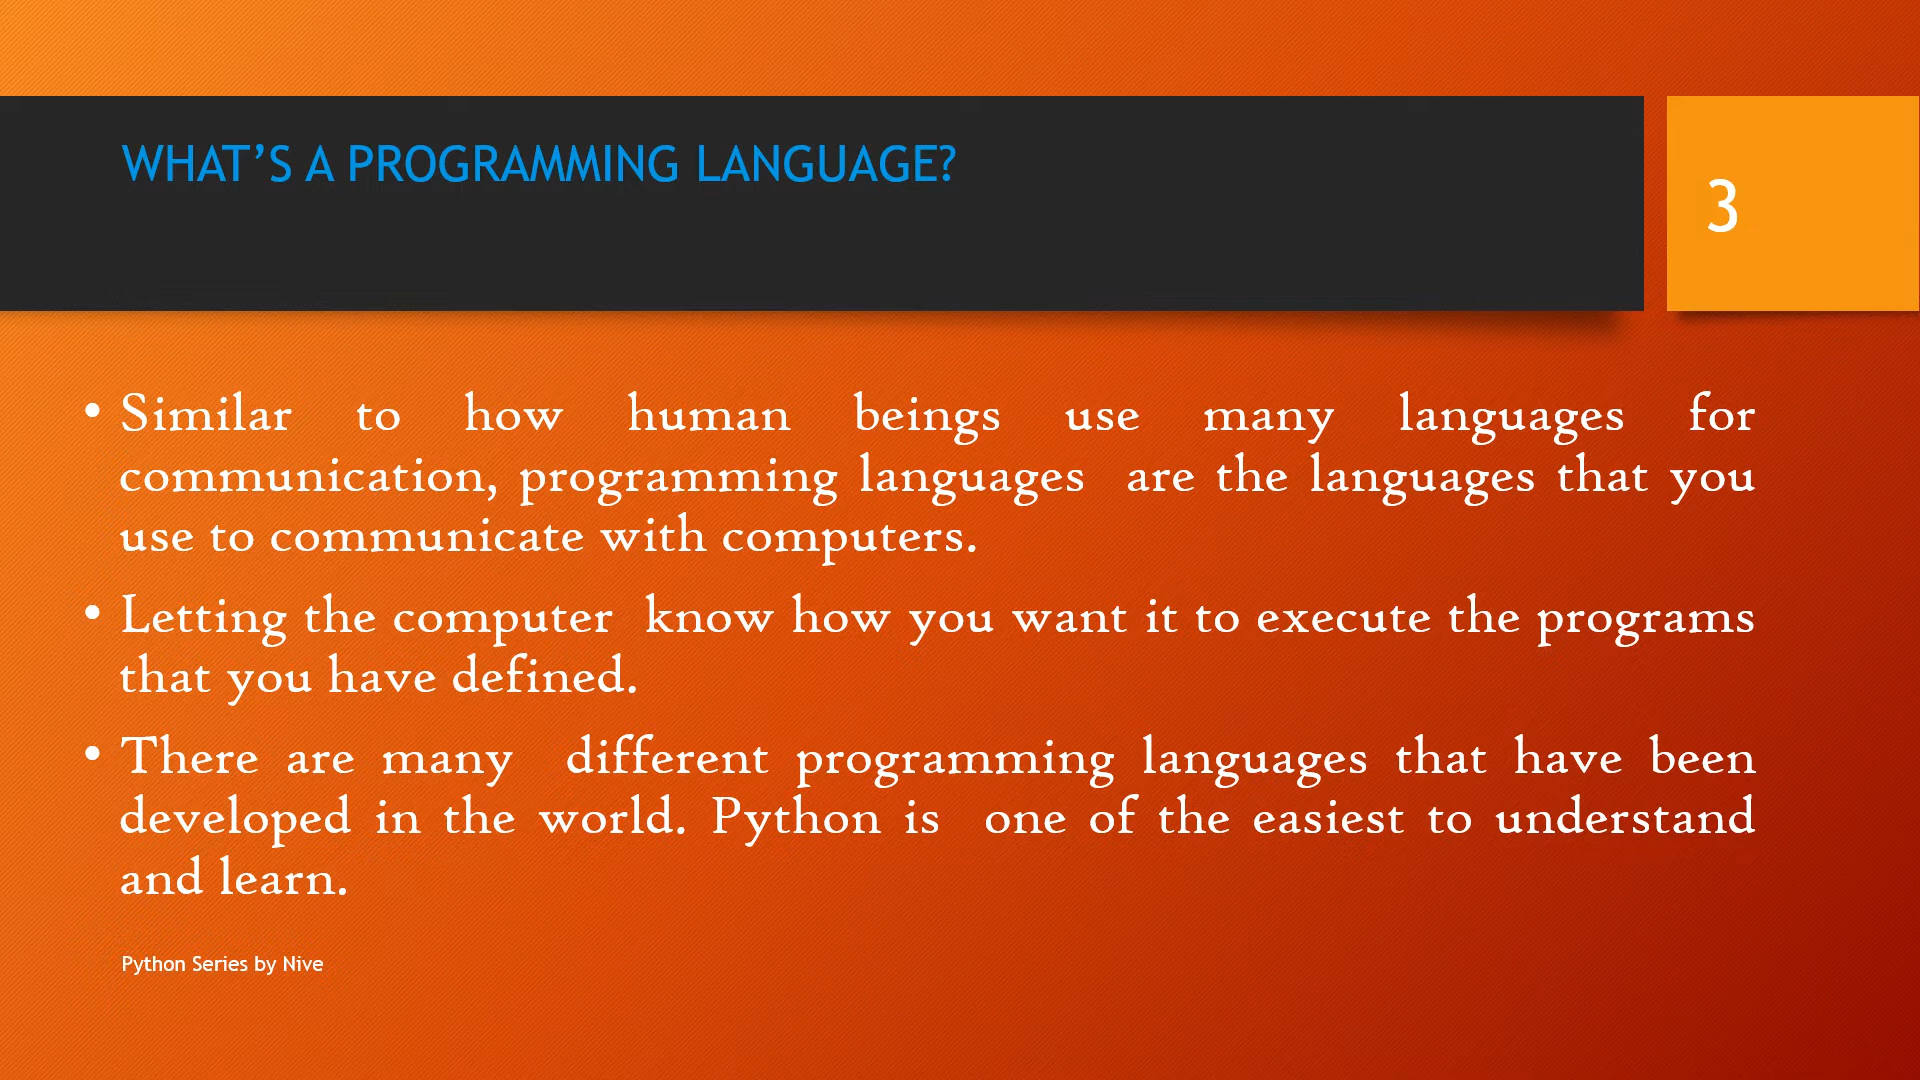 WHAT’S A PROGRAMMING LANGUAGE?
3
• Similar to how human beings use many languages for
communication, programming languages are the languages that you
use to communicate with computers.
• Letting the computer know how you want it to execute the programs
that you have defined.
• There are many different programming languages that have been
developed in the world. Python is one of the easiest to understand
and learn.
Python Series by Nive